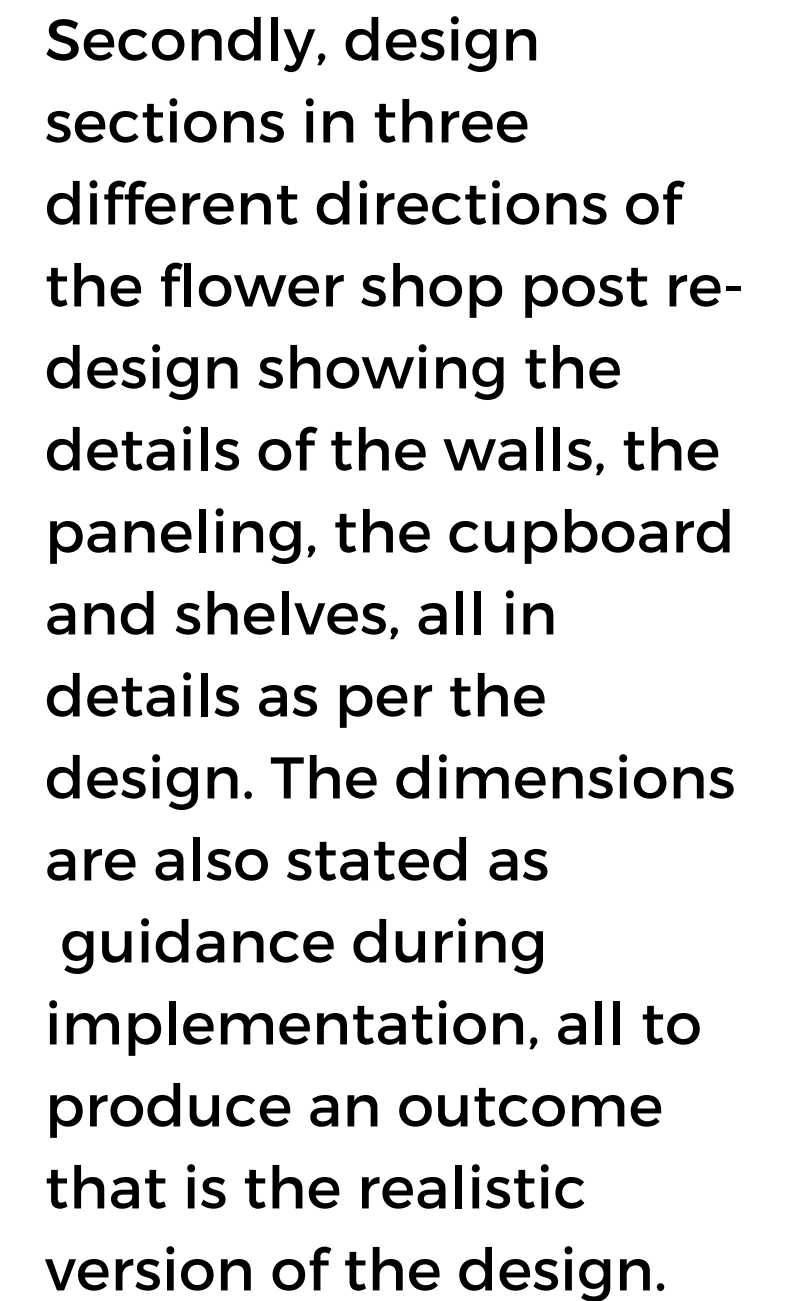 Secondly, design
sections in three
different directions of
the flower shop post re-
design showing the
details of the walls, the
paneling, the cupboard
and shelves, all in
details as per the
design. The dimensions
are also stated as
guidance during
implementation, all to
produce an outcome
that is the realistic
version of the design.